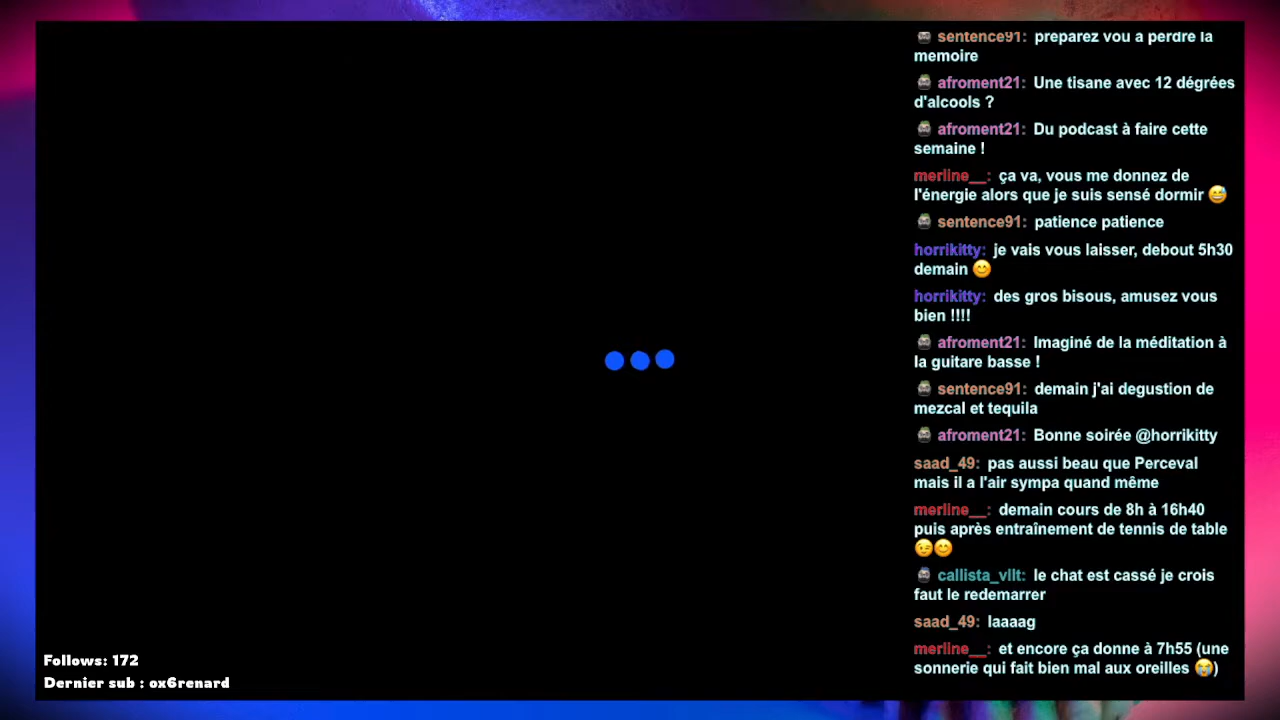 sentence91: preparez vou a perdre la
memoire
afroment21: Une tisane avec 12 dégrées
d'alcools ?
afroment21: Du podcast à faire cette
semaine !
merline__: ça va, vous me donnez de
l'énergie alors que je suis sensé dormir 😅
sentence91: patience patience
horrikitty: je vais vous laisser, debout 5h30
demain 😊
horrikitty: des gros bisous, amusez vous
bien !!!!
afroment21: Imaginé de la méditation à
la guitare basse !
sentence91: demain j'ai degustion de
mezcal et tequila
afroment21: Bonne soirée @horrikitty
saad_49: pas aussi beau que Perceval
mais il a l'air sympa quand même
merline__: demain cours de 8h à 16h40
puis après entraînement de tennis de table
😉😊
callista_vllt: le chat est cassé je crois
faut le redemarrer
saad_49: laaaag
merline__: et encore ça donne à 7h55 (une
sonnerie qui fait bien mal aux oreilles 😭)
Follows: 172
Dernier sub : ox6renard